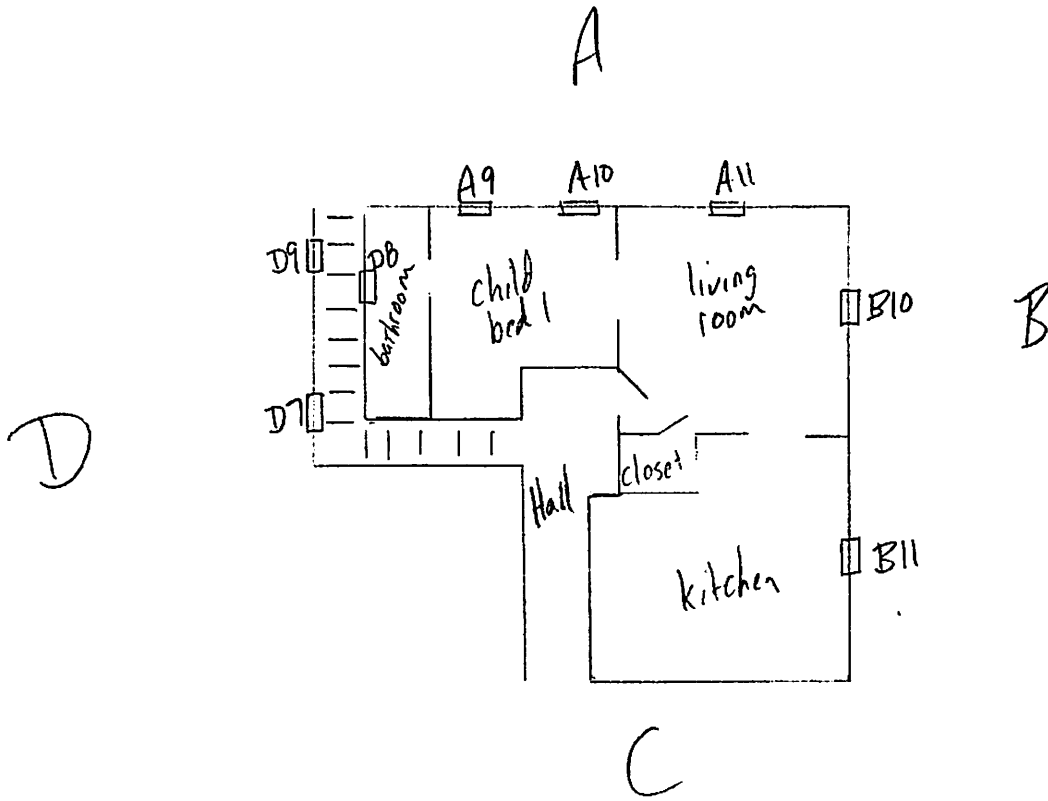 A
A9
A10
A11
D9
D8
bathroom
child
bed 1
living
room
B10
B
D7
D
closet
Hall
B11
kitchen
C